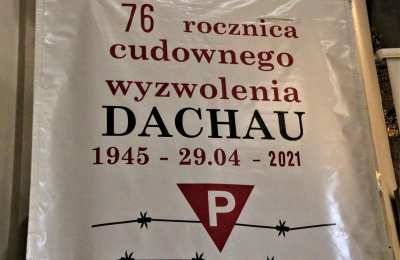 76 rocznica
cudownego
wyzwolenia
DACHAU
1945 - 29.04 - 2021
P